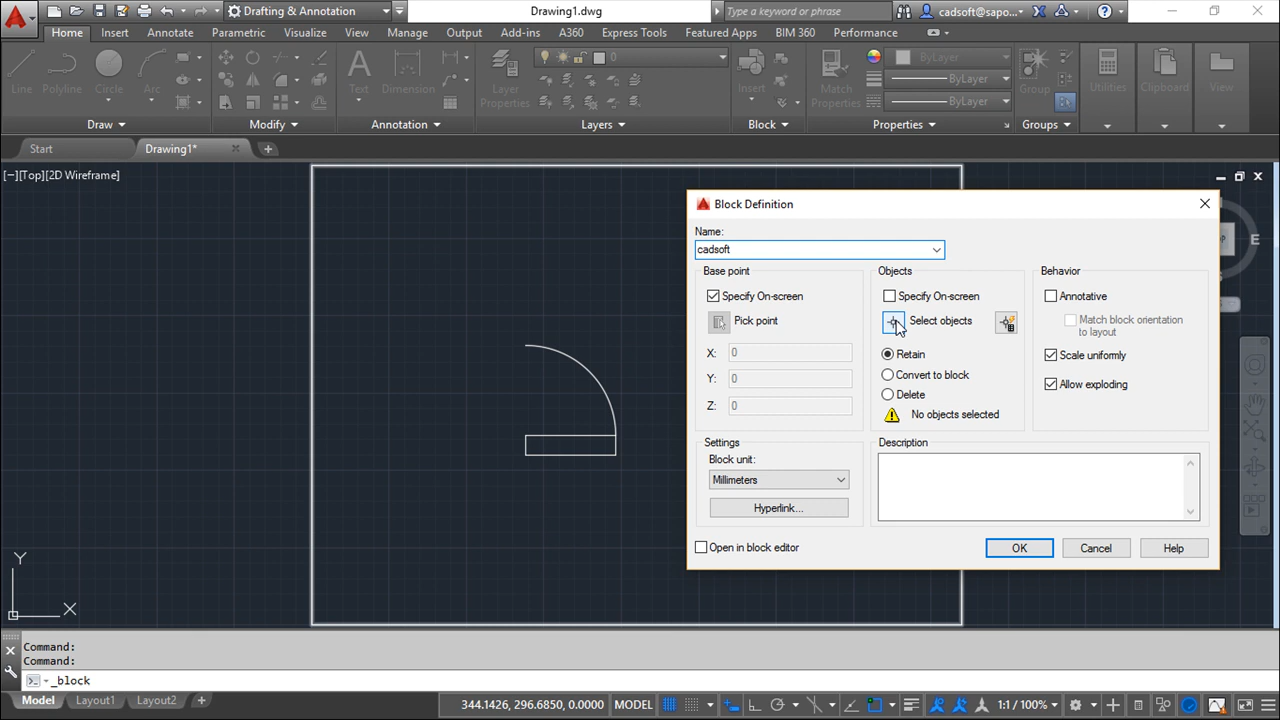 Drafting & Annotation
Drawing1.dwg
Type a keyword or phrase
cadsoft@sapo...
Home Insert Annotate Parametric Visualize View Manage Output Add-ins A360 Express Tools Featured Apps BIM 360 Performance
Line Polyline Circle Arc
Text Dimension
Layer Properties
0
Insert
Match Properties
ByLayer
ByLayer
ByLayer
Group
Utilities
Clipboard
View
Draw Modify Annotation Layers Block Properties Groups
Start Drawing1*
[−][Top][2D Wireframe]
E
Block Definition
Name:
cadsoft
Base point
Specify On-screen
Pick point
X: 0
Y: 0
Z: 0
Objects
Specify On-screen
Select objects
Retain
Convert to block
Delete
No objects selected
Behavior
Annotative
Match block orientation
to layout
Scale uniformly
Allow exploding
Settings
Block unit:
Millimeters
Hyperlink...
Description
Open in block editor
OK Cancel Help
Y
X
Command:
Command:
_block
Model Layout1 Layout2
344.1426, 296.6850, 0.0000 MODEL
1:1 / 100%